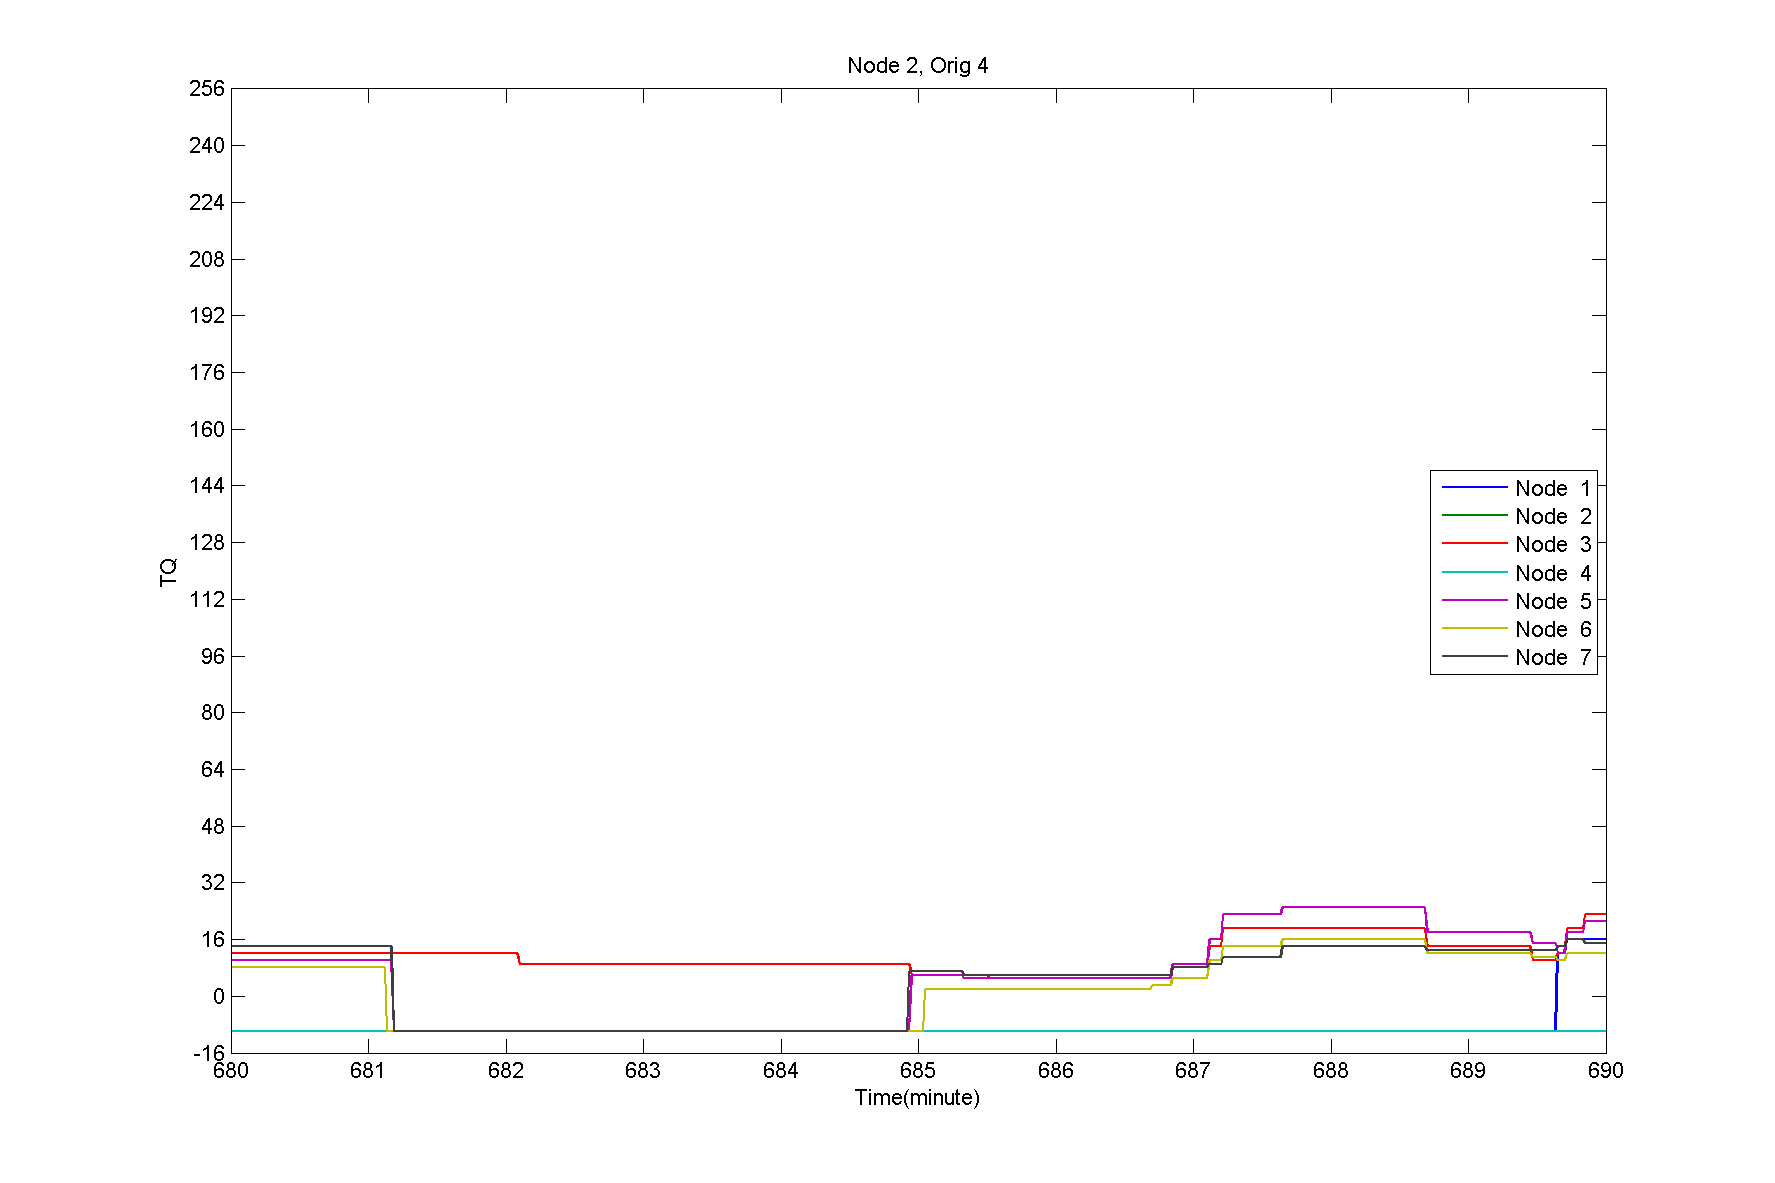 Node 2, Orig 4
256
240
224
208
192
176
160
144
128
112
96
80
64
48
32
16
0
-16
TQ
Node 1
Node 2
Node 3
Node 4
Node 5
Node 6
Node 7
680 681 682 683 684 685 686 687 688 689 690
Time(minute)